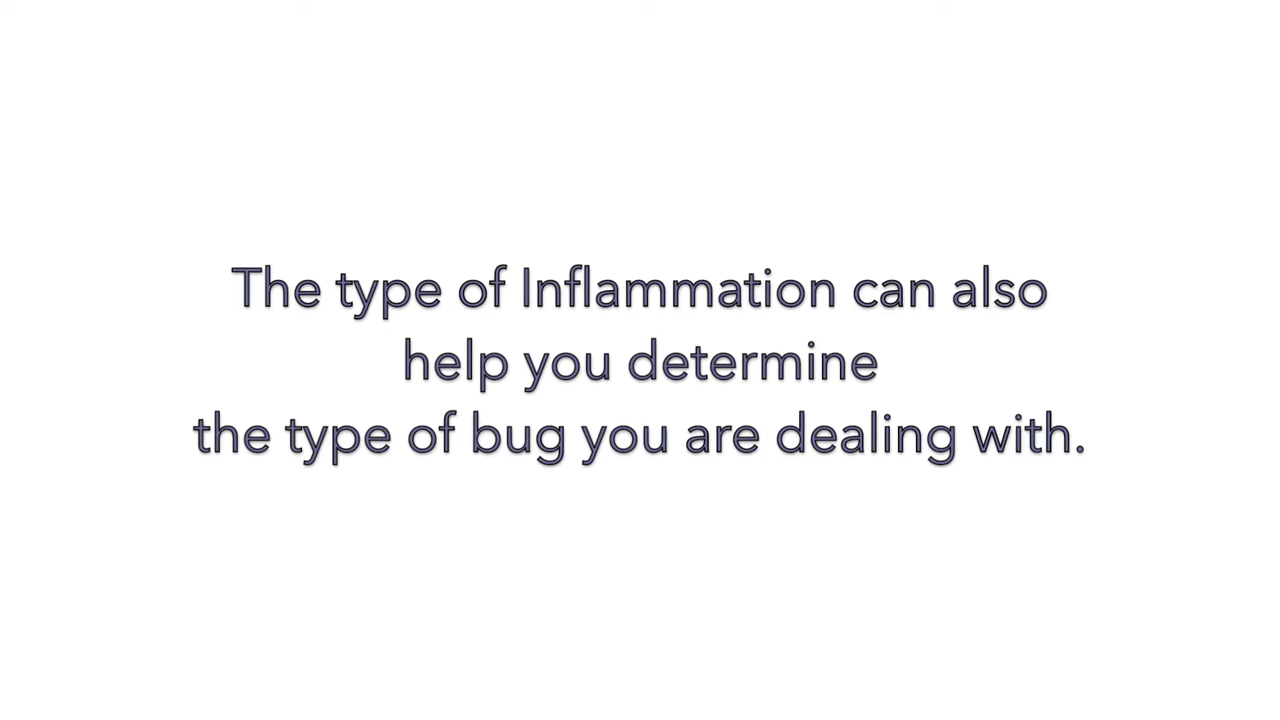 The type of Inflammation can also
help you determine
the type of bug you are dealing with.